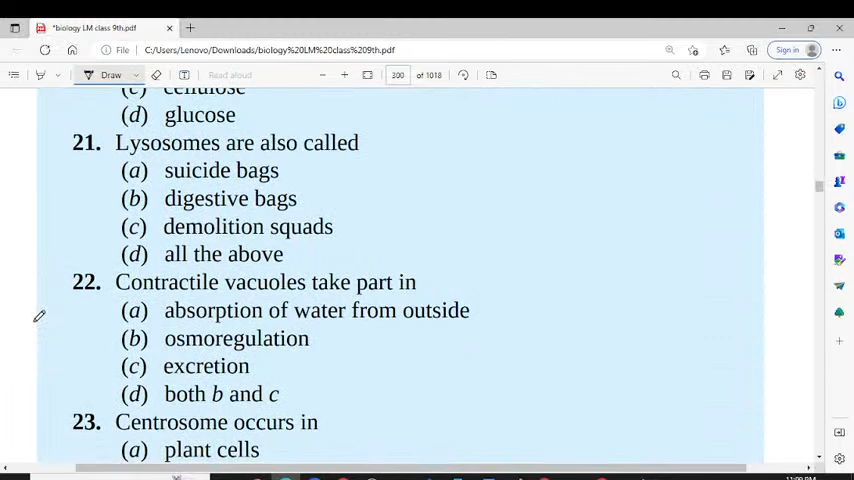 *biology LM class 9th.pdf
File C:/Users/Lenovo/Downloads/biology%20LM%20class%209th.pdf
Sign in
Draw
Read aloud
300 of 1018
(c) cellulose
(d) glucose
21. Lysosomes are also called
(a) suicide bags
(b) digestive bags
(c) demolition squads
(d) all the above
22. Contractile vacuoles take part in
(a) absorption of water from outside
(b) osmoregulation
(c) excretion
(d) both b and c
23. Centrosome occurs in
(a) plant cells